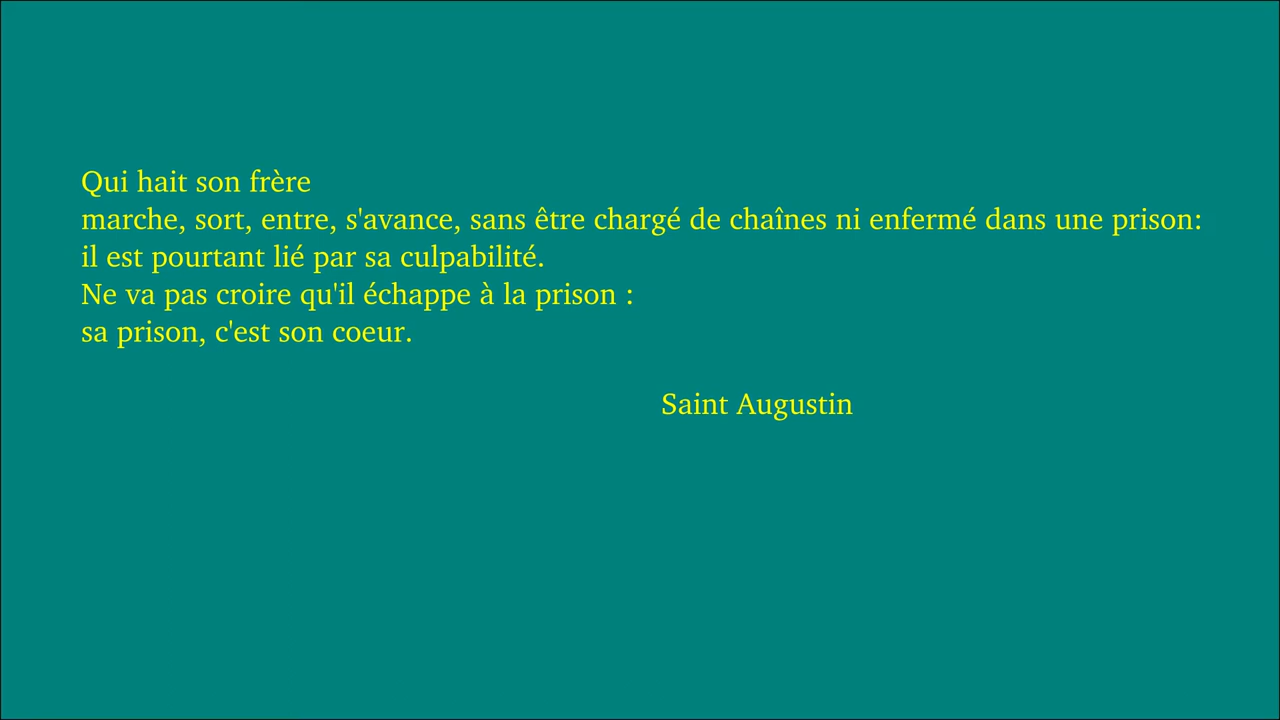 Qui hait son frère
marche, sort, entre, s'avance, sans être chargé de chaînes ni enfermé dans une prison:
il est pourtant lié par sa culpabilité.
Ne va pas croire qu'il échappe à la prison :
sa prison, c'est son coeur.
Saint Augustin